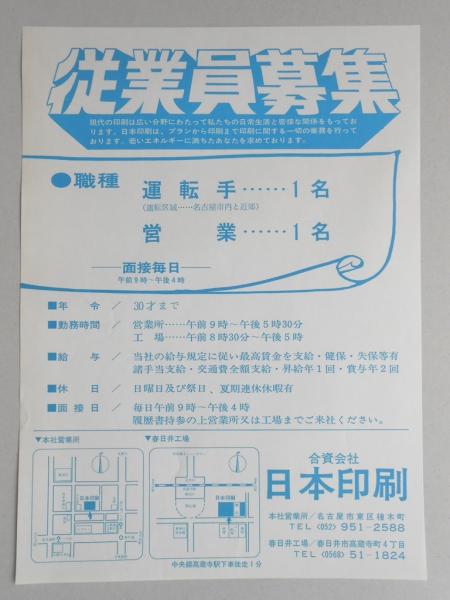 従業員募集
現代の印刷は広い分野にわたって私たちの日常生活と密接な関係をもってお
ります。日本印刷は、プランから印刷まで印刷に関する一切の業務を行って
おります。若いエネルギーに満ちたあなたを求めております。
●職種
運転手……1名
(運転区域……名古屋市内と近郊)
営業……1名
面接毎日
午前9時〜午後4時
■年令/30才まで
■勤務時間/営業所……午前9時〜午後5時30分
工場……午前8時30分〜午後5時
■給与/当社の給与規定に従い最高賃金を支給・健保・失保等有
諸手当支給・交通費全額支給・昇給年1回・賞与年2回
■休日/日曜日及び祭日、夏期連休休暇有
■面接日/毎日午前9時〜午後4時
履歴書持参の上営業所又は工場までご来社ください。
▼本社営業所
日本印刷
▼春日井工場
日本印刷
中央線高蔵寺駅下車徒歩1分
合資会社
日本印刷
本社営業所/名古屋市東区橦木町
TEL〈052〉951-2588
春日井工場/春日井市高蔵寺町4丁目
TEL〈0568〉51-1824